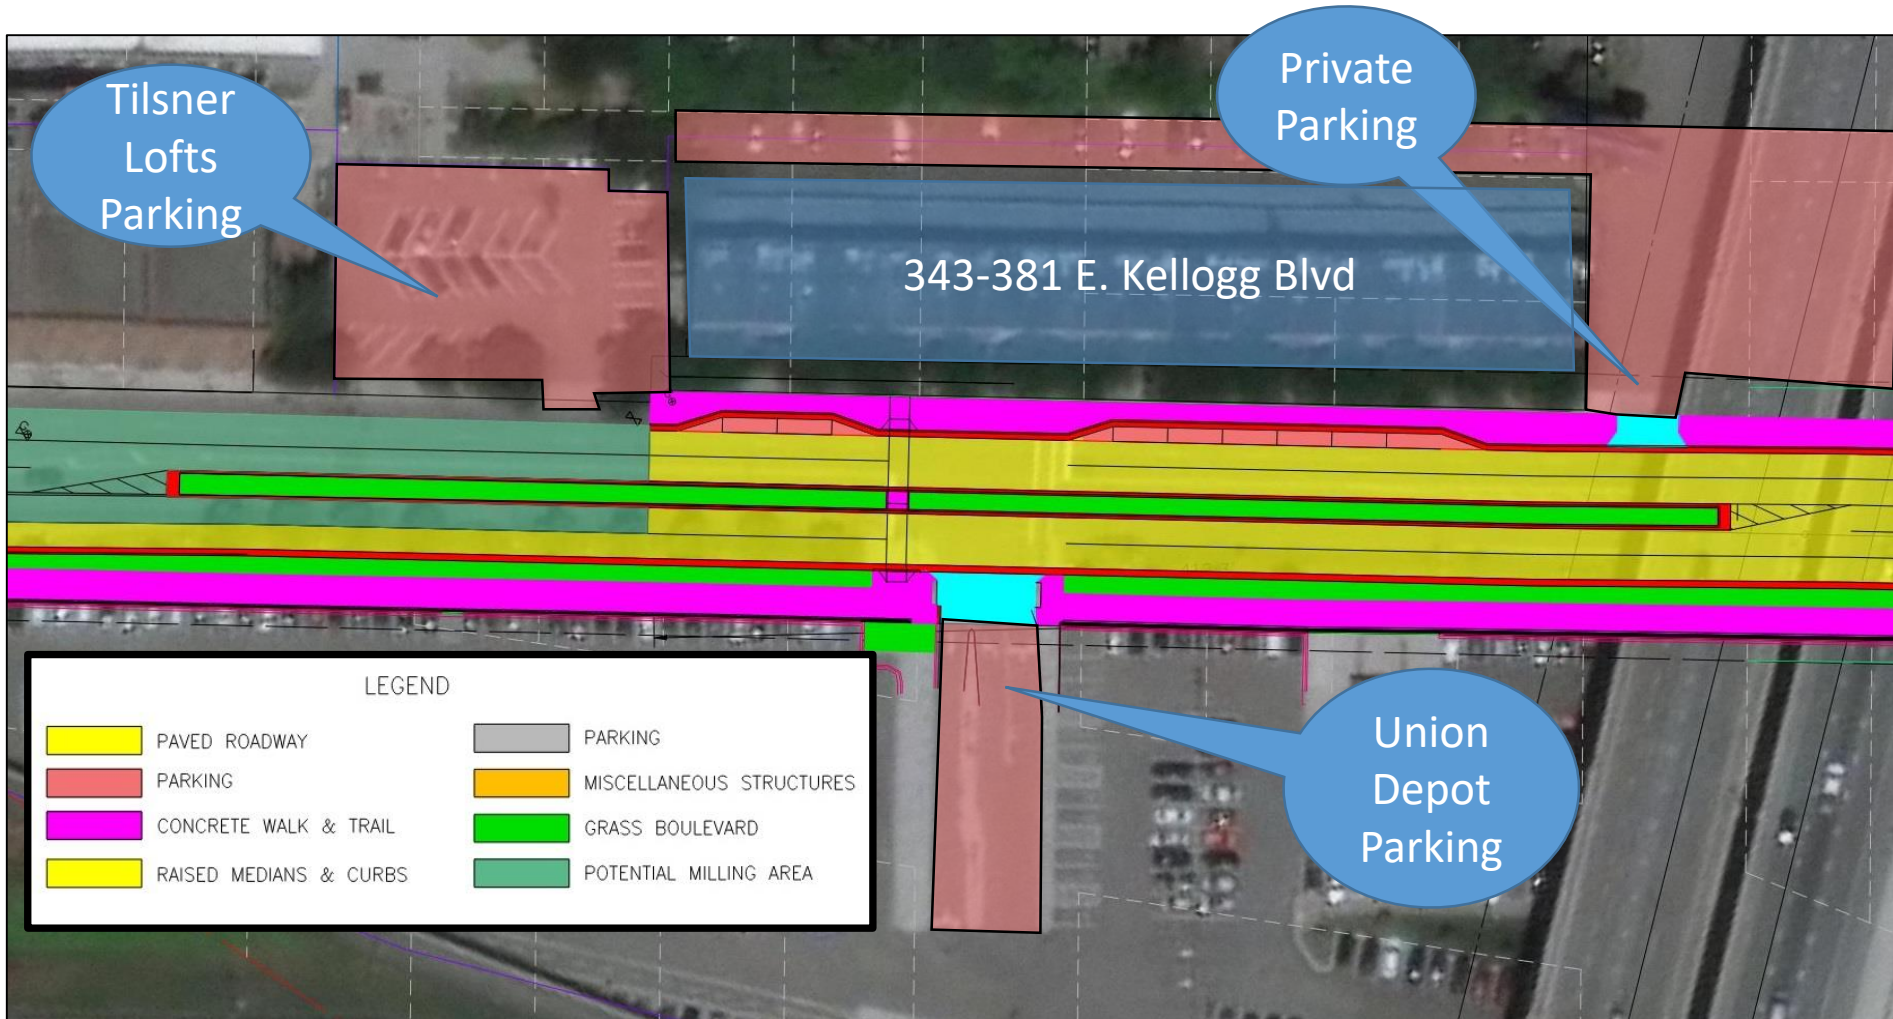 Tilsner
Lofts
Parking
Private
Parking
343-381 E. Kellogg Blvd
Union
Depot
Parking
LEGEND
PAVED ROADWAY
PARKING
CONCRETE WALK & TRAIL
RAISED MEDIANS & CURBS
PARKING
MISCELLANEOUS STRUCTURES
GRASS BOULEVARD
POTENTIAL MILLING AREA